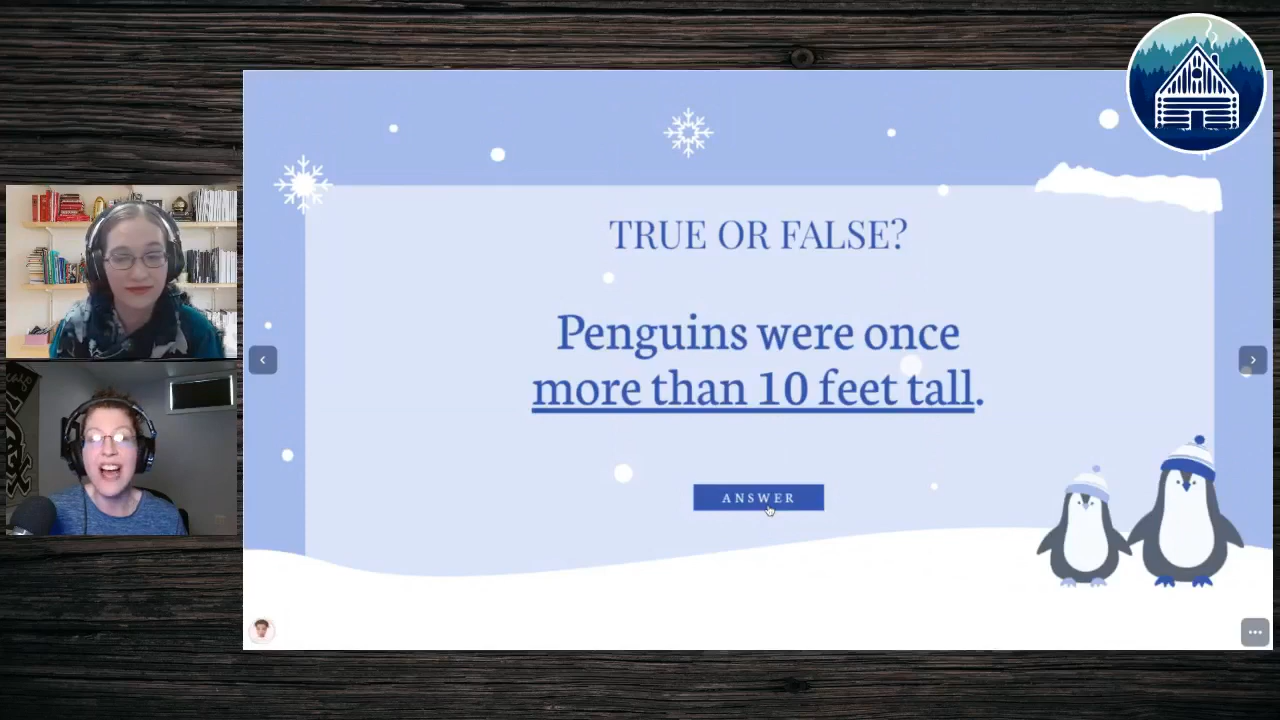 TRUE OR FALSE?
Penguins were once
more than 10 feet tall.
ANSWER